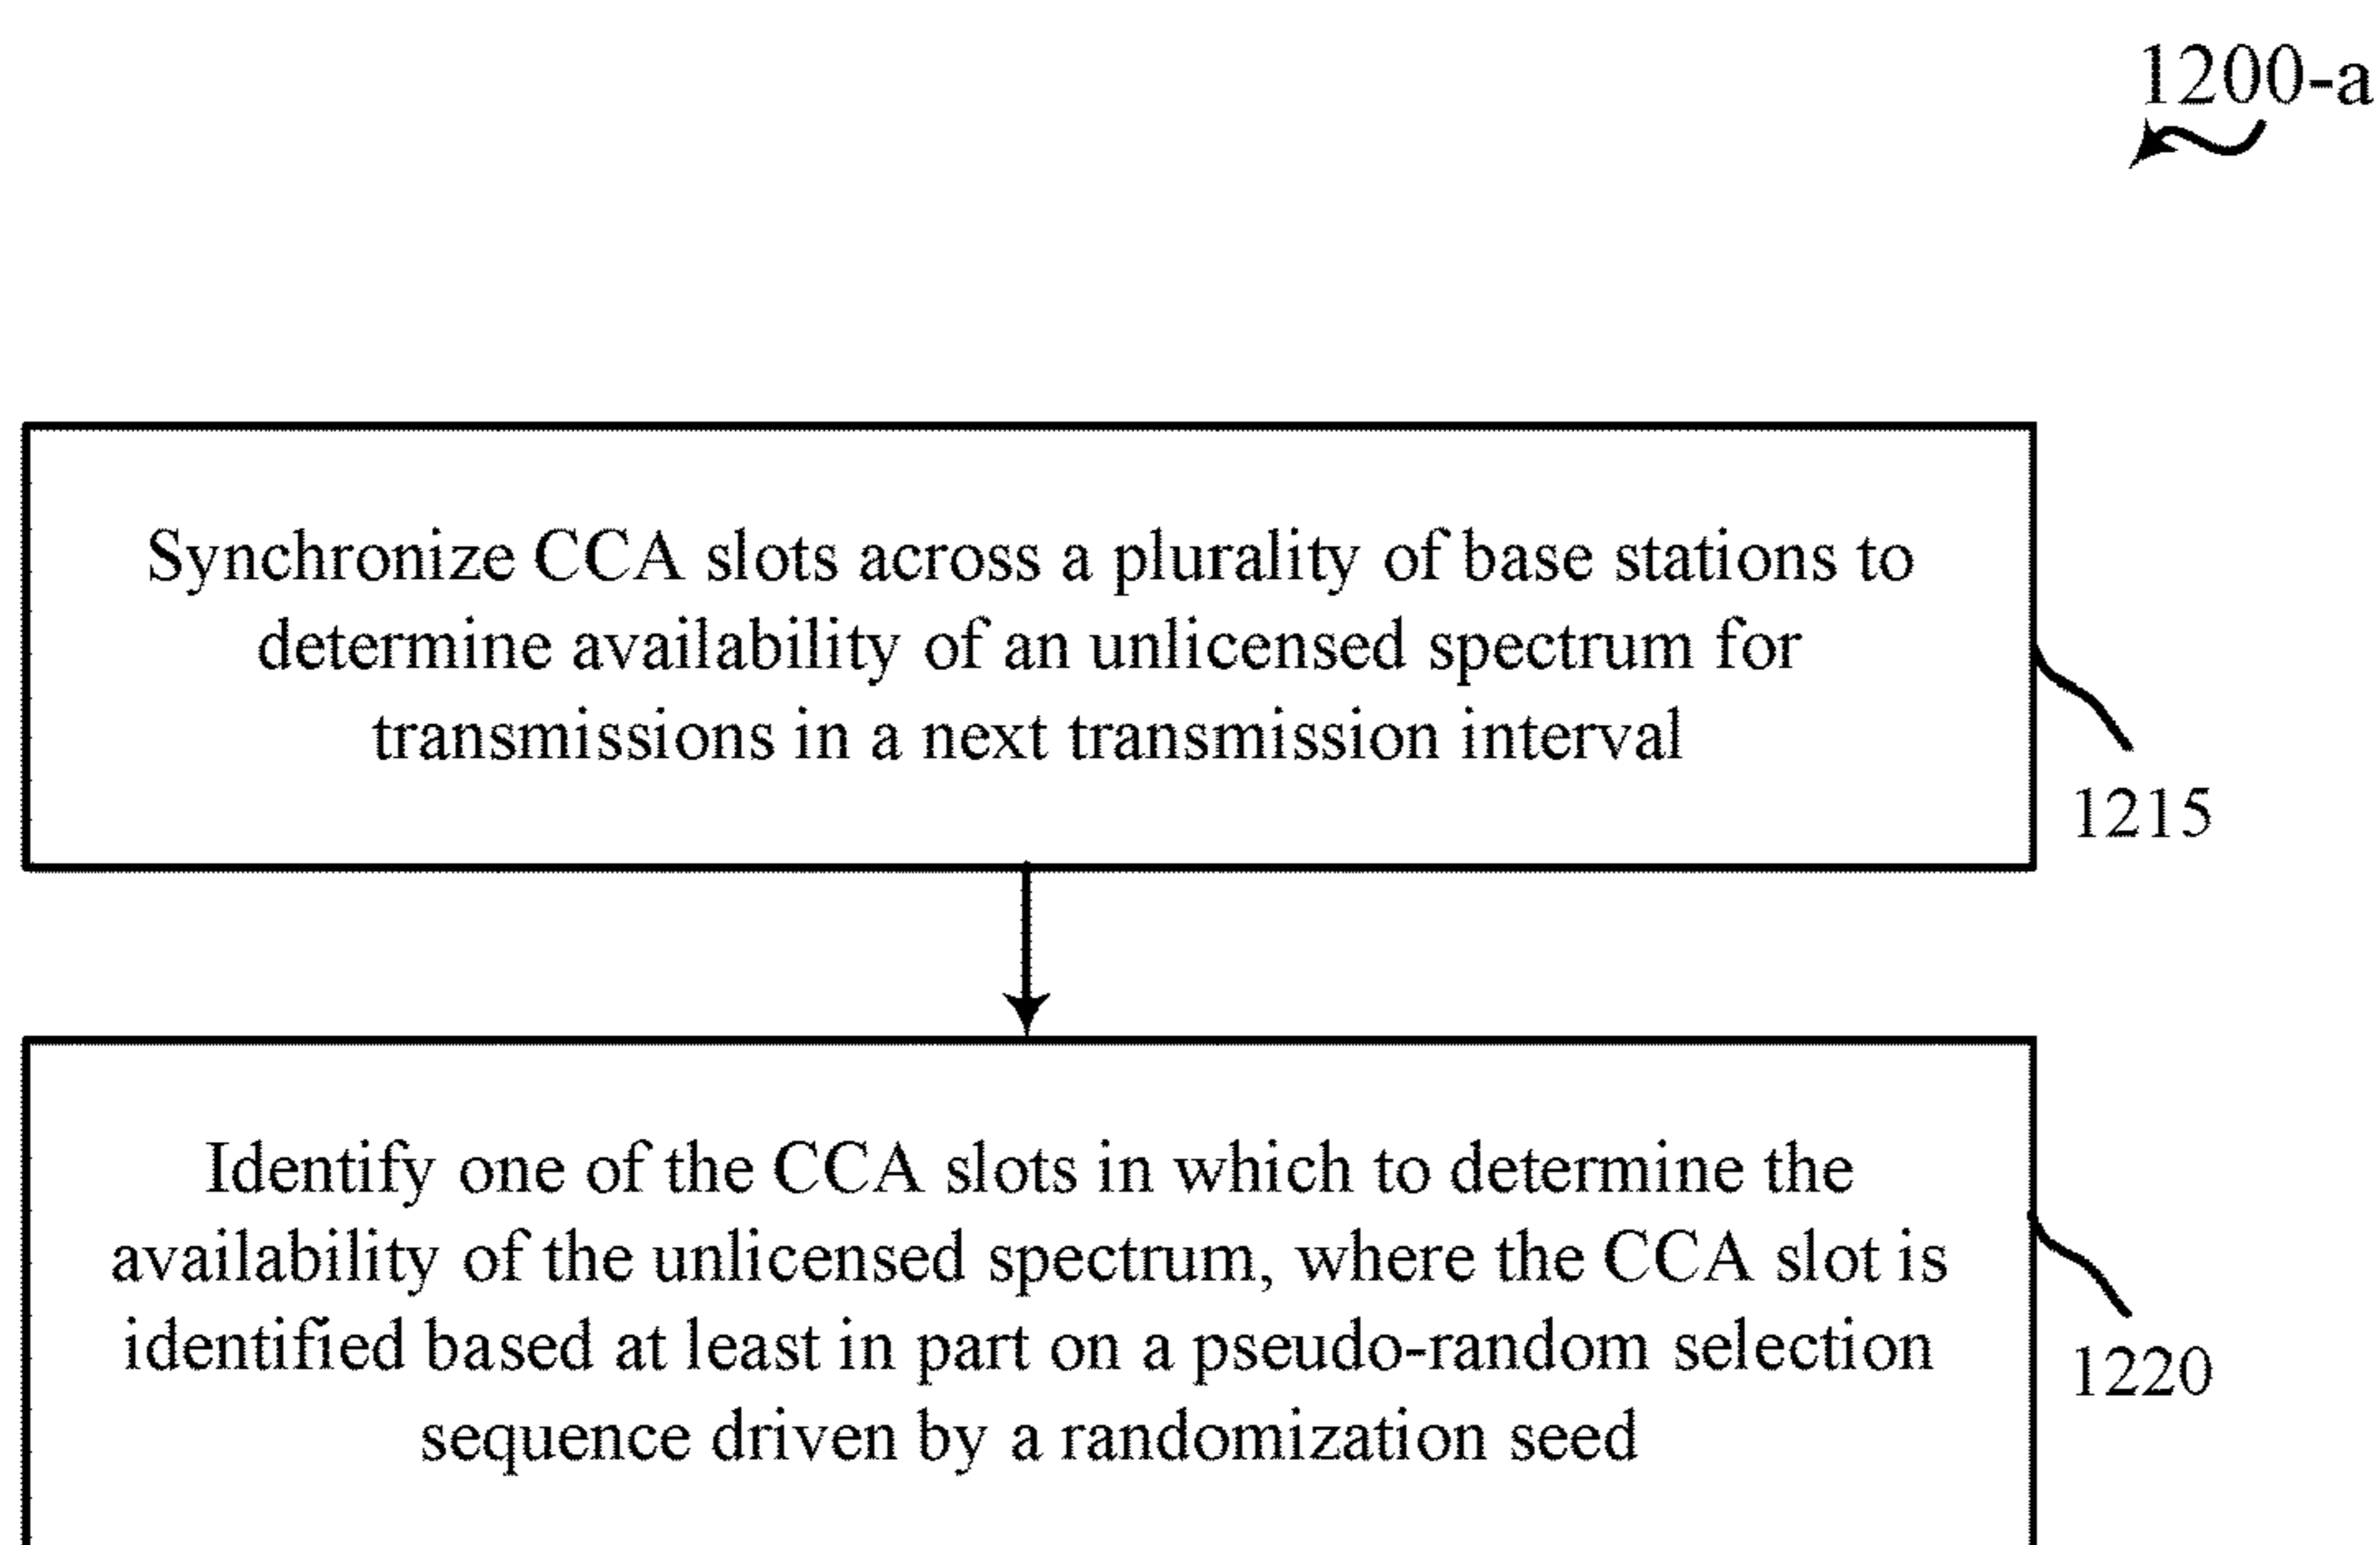 1200-a
Synchronize CCA slots across a plurality of base stations to
determine availability of an unlicensed spectrum for
transmissions in a next transmission interval
1215
Identify one of the CCA slots in which to determine the
availability of the unlicensed spectrum, where the CCA slot is
identified based at least in part on a pseudo-random selection
sequence driven by a randomization seed
1220